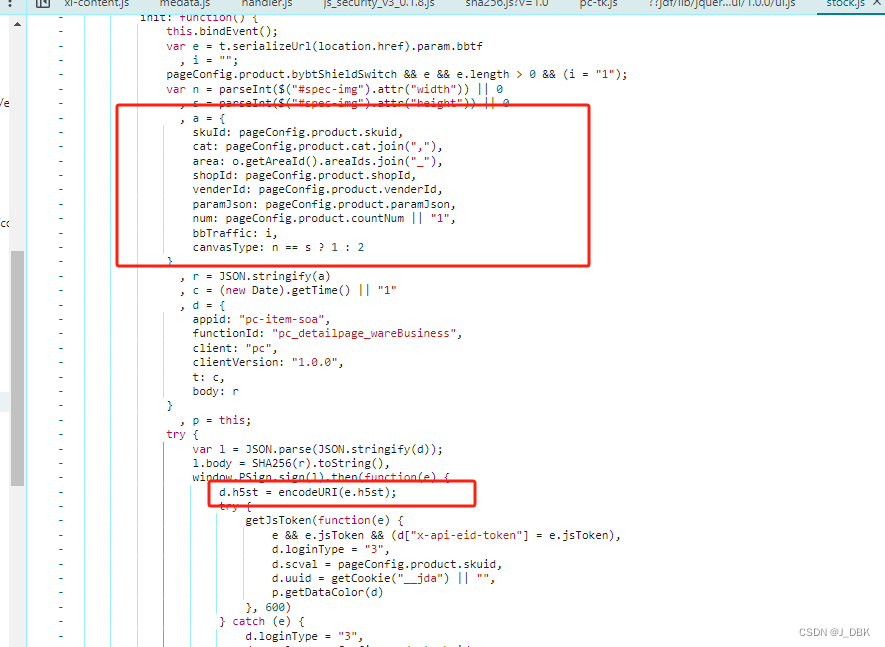 xl-content.js medata.js handler.js js_security_v3_0.1.8.js sha256.js?v=1.0 pc-tk.js ??jdf/lib/jquer...ui/1.0.0/ui.js stock.js ×
init: function() {
this.bindEvent();
var e = t.serializeUrl(location.href).param.bbtf
, i = "";
pageConfig.product.bybtShieldSwitch && e && e.length > 0 && (i = "1");
var n = parseInt($("#spec-img").attr("width")) || 0
, s = parseInt($("#spec-img").attr("height")) || 0
, a = {
skuId: pageConfig.product.skuid,
cat: pageConfig.product.cat.join(","),
area: o.getAreaId().areaIds.join("_"),
shopId: pageConfig.product.shopId,
venderId: pageConfig.product.venderId,
paramJson: pageConfig.product.paramJson,
num: pageConfig.product.countNum || "1",
bbTraffic: i,
canvasType: n == s ? 1 : 2
}
, r = JSON.stringify(a)
, c = (new Date).getTime() || "1"
, d = {
appid: "pc-item-soa",
functionId: "pc_detailpage_wareBusiness",
client: "pc",
clientVersion: "1.0.0",
t: c,
body: r
}
, p = this;
try {
var l = JSON.parse(JSON.stringify(d));
l.body = SHA256(r).toString(),
window.PSign.sign(l).then(function(e) {
d.h5st = encodeURI(e.h5st);
try {
getJsToken(function(e) {
e && e.jsToken && (d["x-api-eid-token"] = e.jsToken),
d.loginType = "3",
d.scval = pageConfig.product.skuid,
d.uuid = getCookie("__jda") || "",
p.getDataColor(d)
}, 600)
} catch (e) {
d.loginType = "3",
CSDN @J_DBK